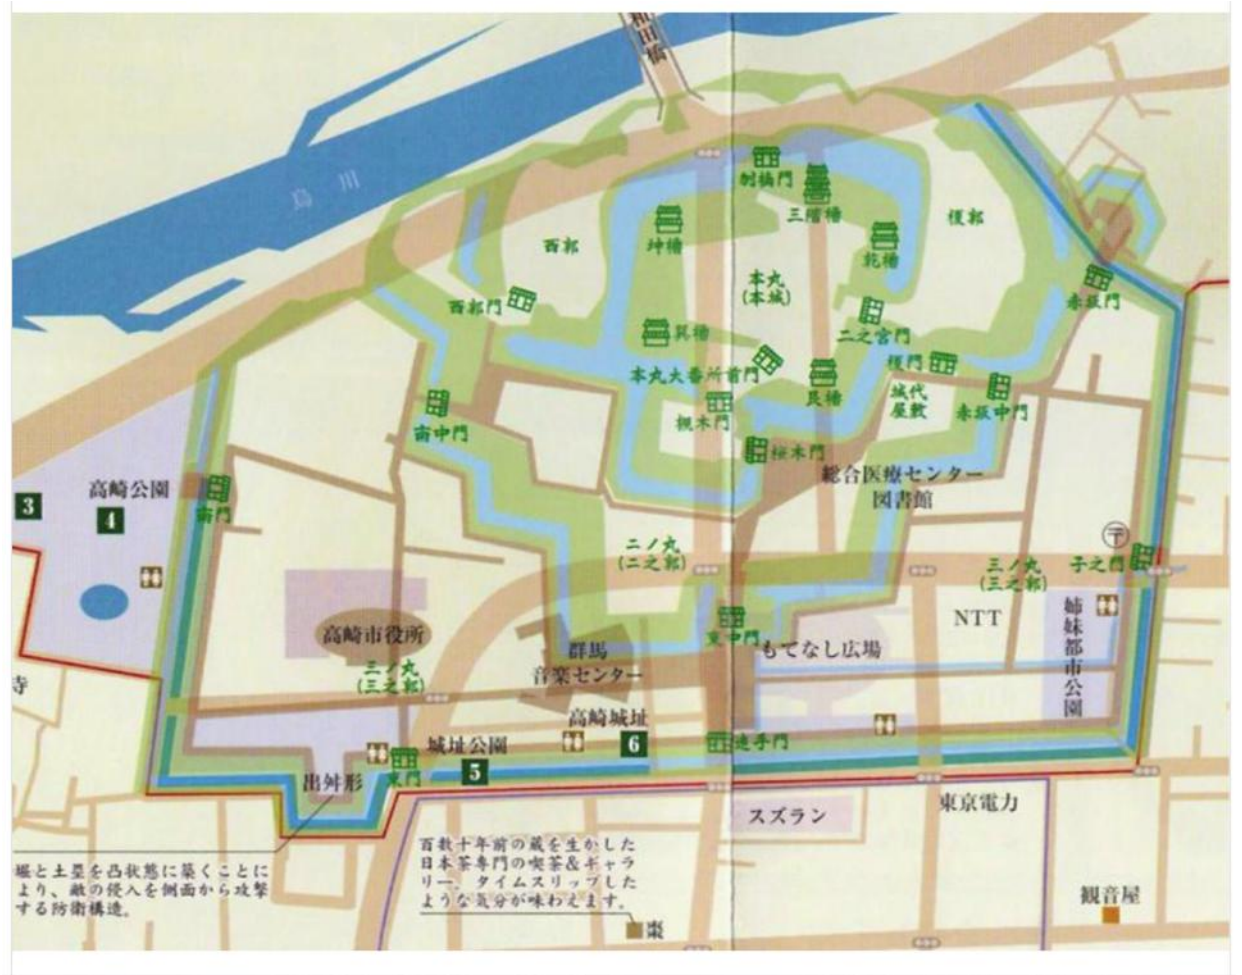 和田橋
烏川
刎橋門
三階櫓
坤櫓
乾櫓
西郭
榎郭
本丸
(本城)
西郭門
赤坂門
巽櫓
二之宮門
本丸大番所前門
榎門
艮櫓
城代
屋敷
赤坂中門
槻木門
南中門
桜木門
総合医療センター
図書館
高崎公園
3
4
南門
二ノ丸
(二之郭)
三ノ丸
(三之郭)
子之門
〒
高崎市役所
三ノ丸
(三之郭)
群馬
音楽センター
東中門
もてなし広場
NTT
姉妹都市公園
寺
高崎城址
6
城址公園
5
追手門
東門
出舛形
スズラン
東京電力
堀と土塁を凸状態に築くことに
より、敵の侵入を側面から攻撃
する防衛構造。
百数十年前の蔵を生かした
日本茶専門の喫茶&ギャラ
リー。タイムスリップした
ような気分が味わえます。
棗
観音屋